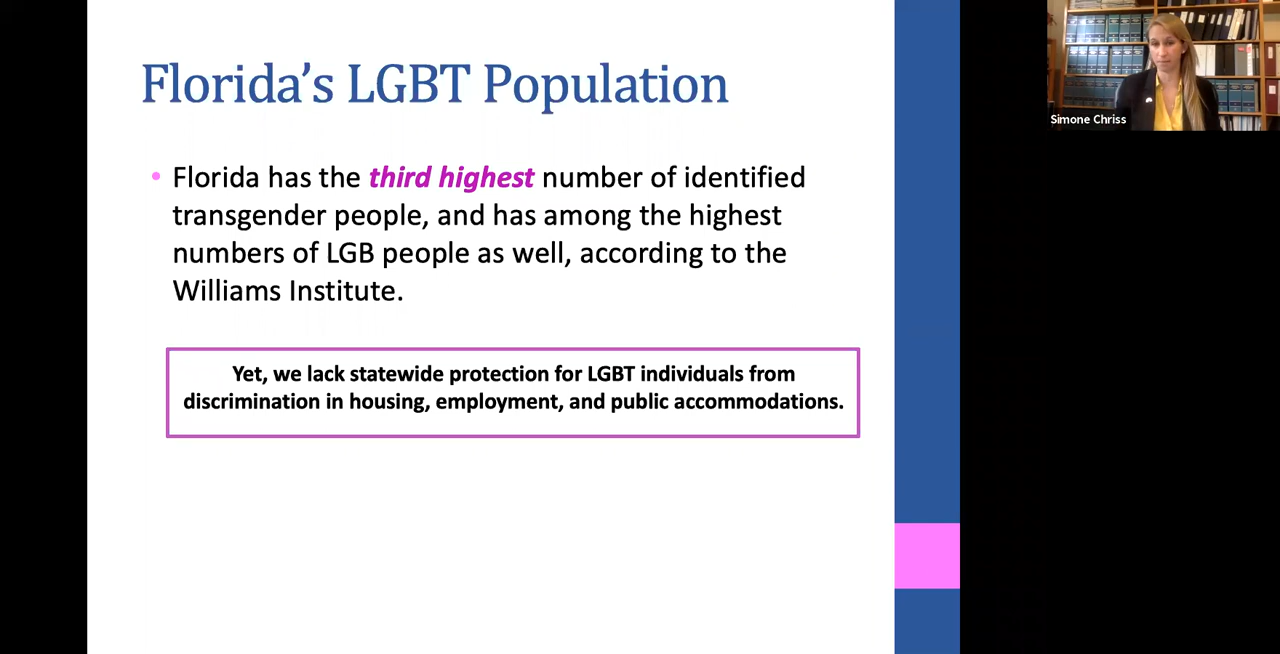 Florida’s LGBT Population
• Florida has the third highest number of identified
transgender people, and has among the highest
numbers of LGB people as well, according to the
Williams Institute.
Yet, we lack statewide protection for LGBT individuals from
discrimination in housing, employment, and public accommodations.
Simone Chriss